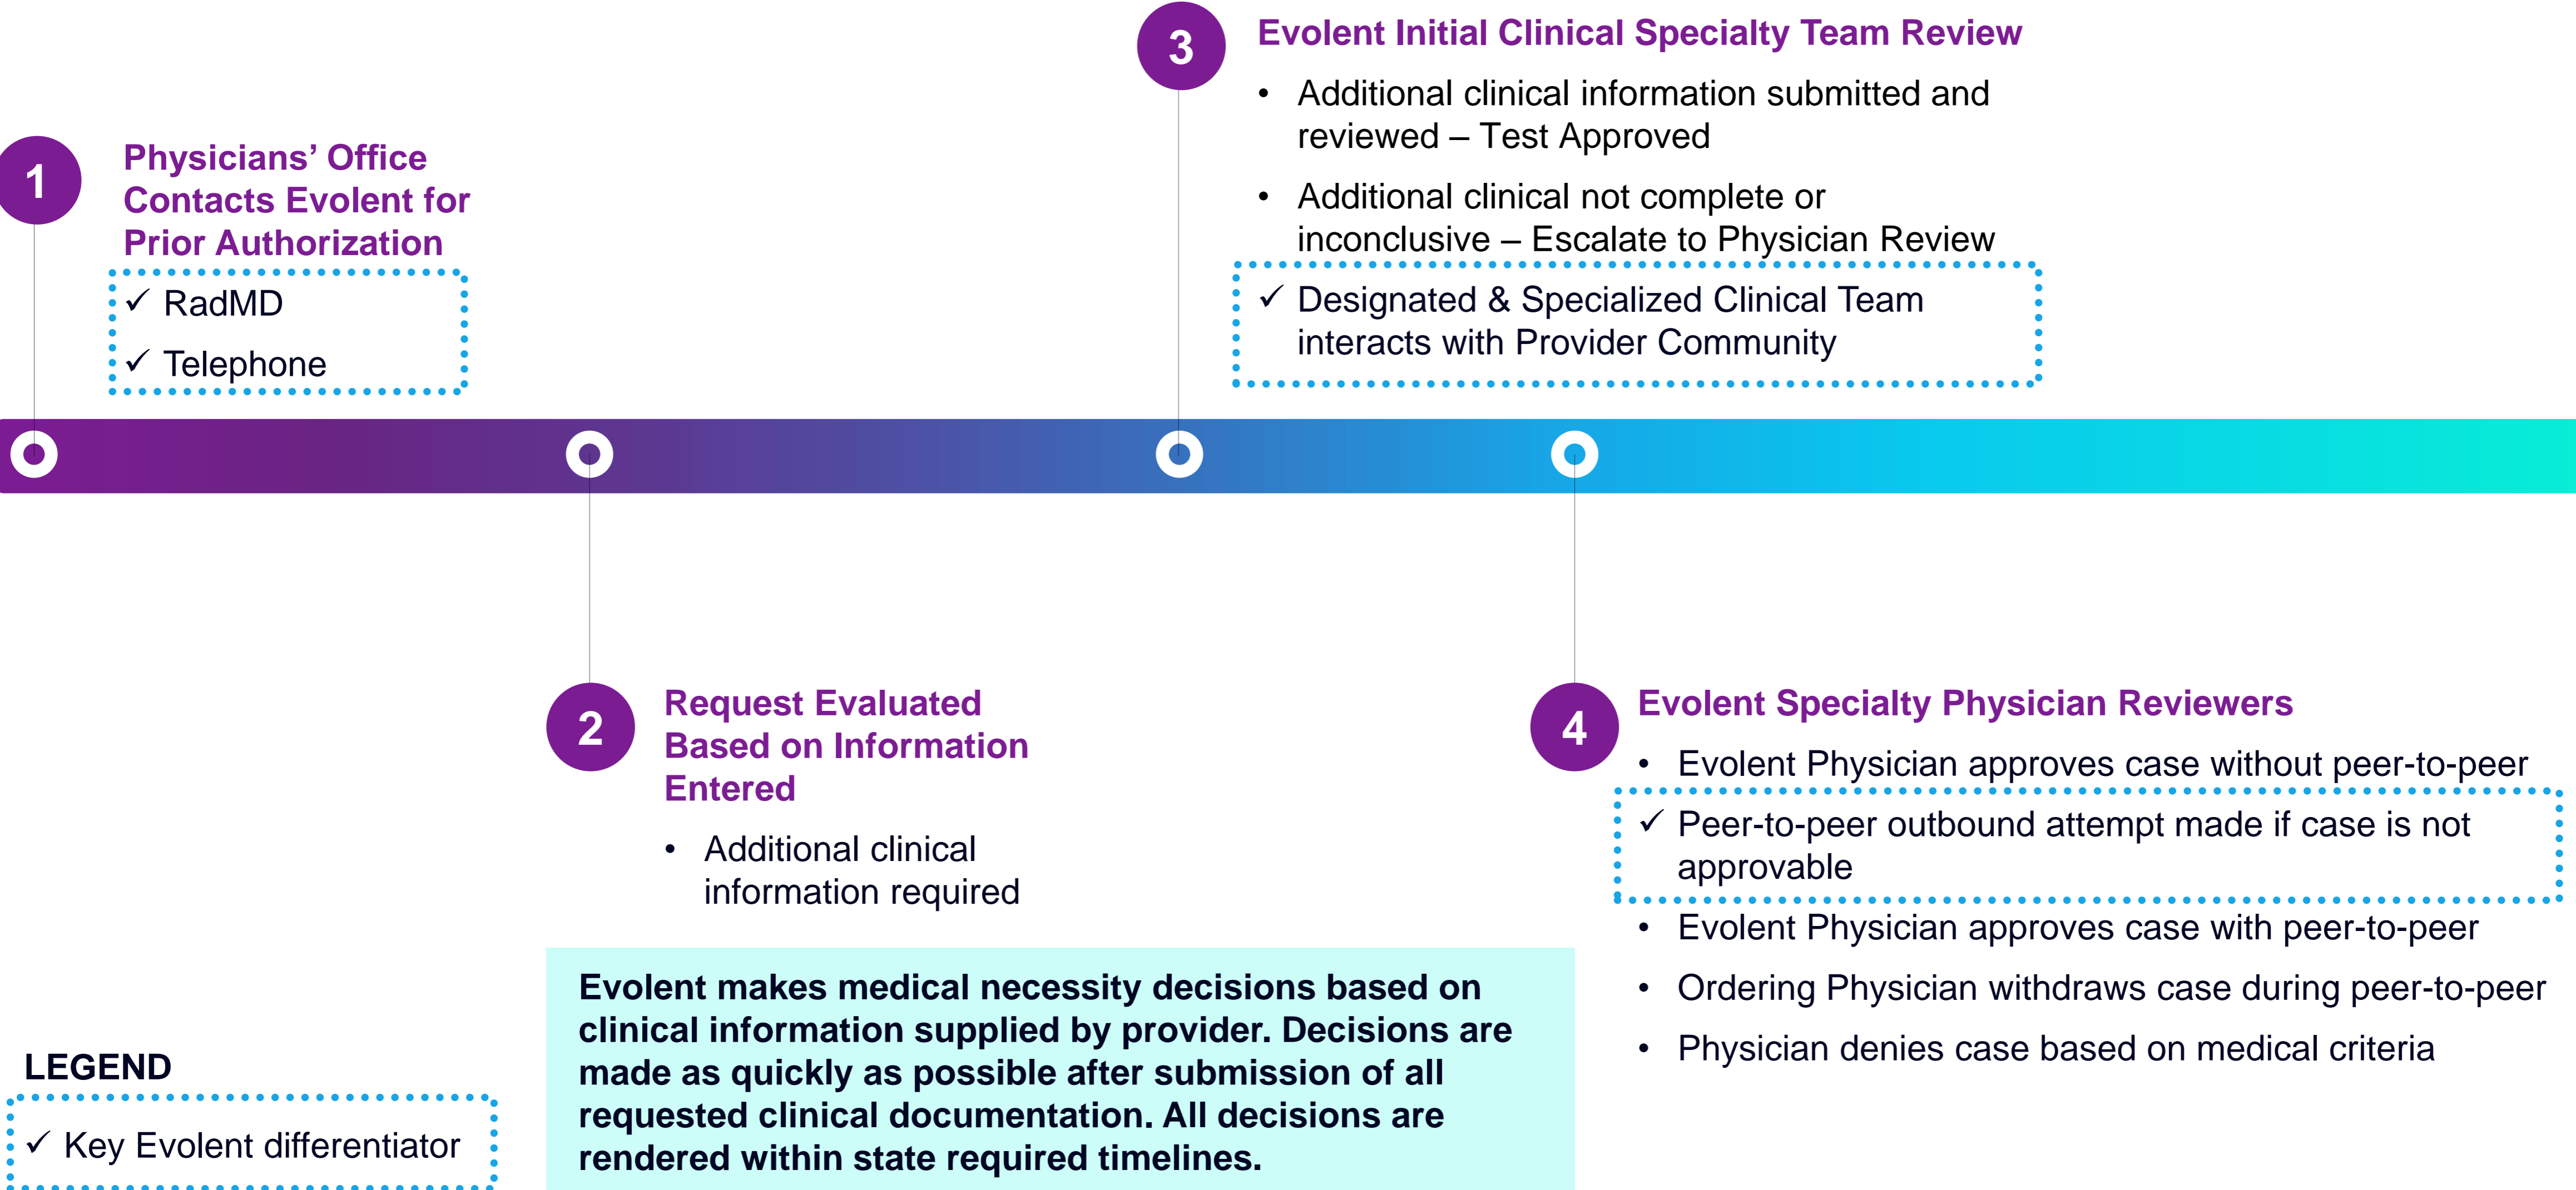 1
Physicians’ Office
Contacts Evolent for
Prior Authorization
✓ RadMD
✓ Telephone
2
Request Evaluated
Based on Information
Entered
• Additional clinical
information required
3
Evolent Initial Clinical Specialty Team Review
• Additional clinical information submitted and
reviewed – Test Approved
• Additional clinical not complete or
inconclusive – Escalate to Physician Review
✓ Designated & Specialized Clinical Team
interacts with Provider Community
4
Evolent Specialty Physician Reviewers
• Evolent Physician approves case without peer-to-peer
✓ Peer-to-peer outbound attempt made if case is not
approvable
• Evolent Physician approves case with peer-to-peer
• Ordering Physician withdraws case during peer-to-peer
• Physician denies case based on medical criteria
Evolent makes medical necessity decisions based on
clinical information supplied by provider. Decisions are
made as quickly as possible after submission of all
requested clinical documentation. All decisions are
rendered within state required timelines.
LEGEND
✓ Key Evolent differentiator